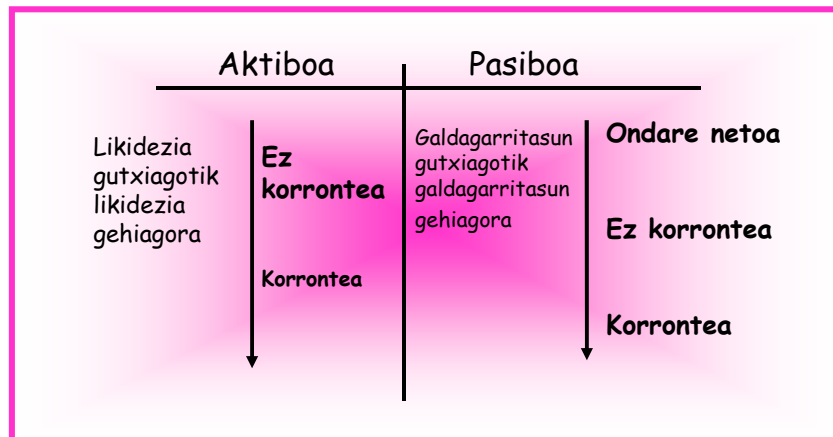 Aktiboa
Pasiboa
Likidezia
gutxiagotik
likidezia
gehiagora
Ez
korrontea
Korrontea
Galdagarritasun
gutxiagotik
galdagarritasun
gehiagora
Ondare netoa
Ez korrontea
Korrontea